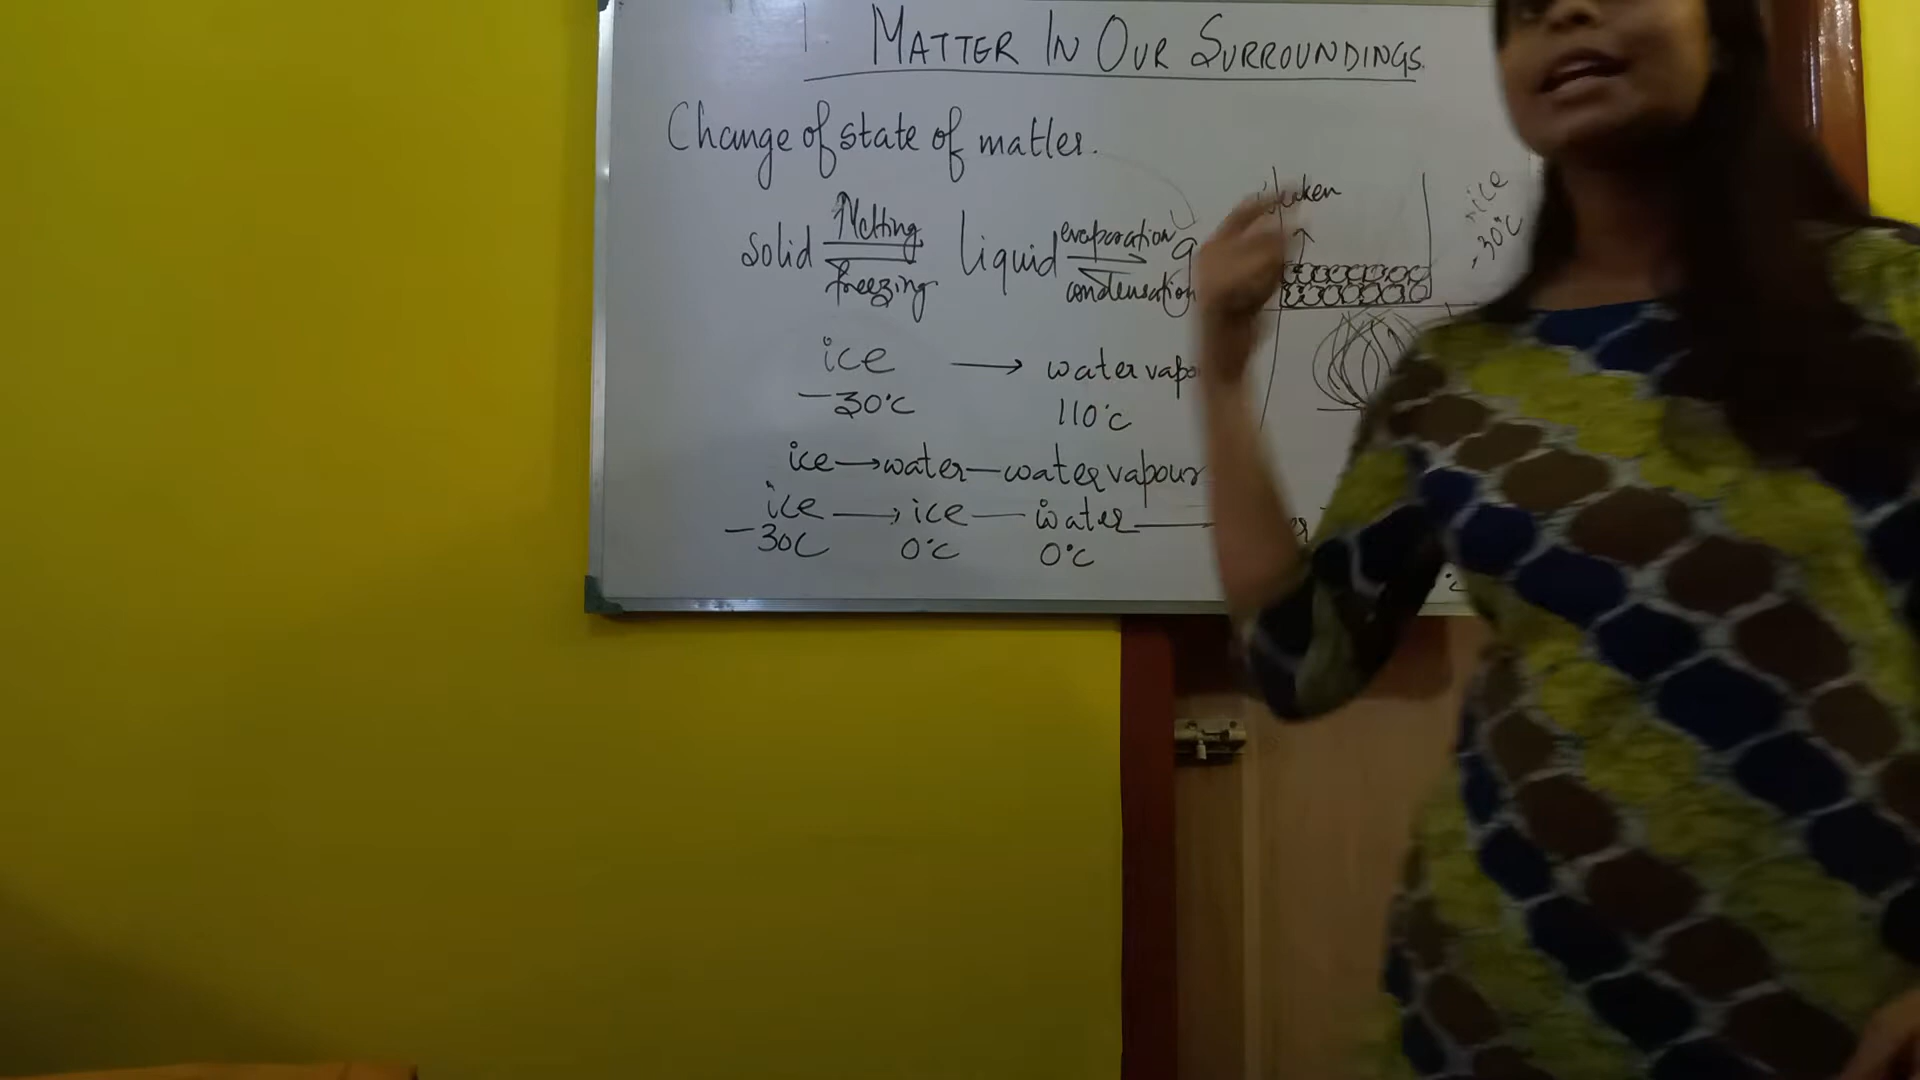 1. MATTER IN OUR SURROUNDINGS.
Change of state of matter.
solid Melting freezing liquid evaporation condensation g
ice → water vapo
-30°C 110°C
ice → water — water vapour
ice → ice — water
-30C 0°C 0°C
ice
-30°C